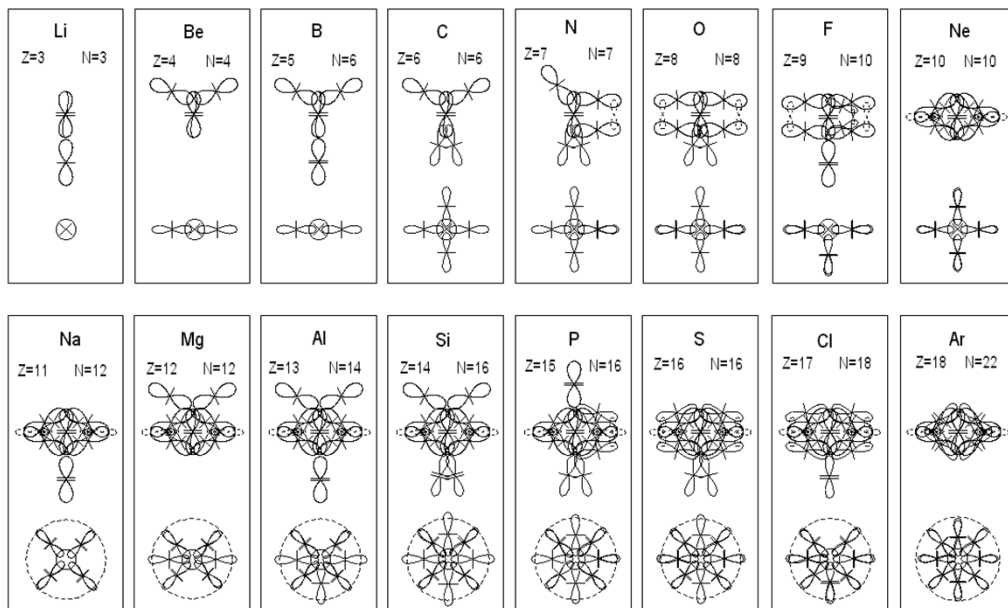 Li
Be
B
C
N
O
F
Ne
Z=3 N=3
Z=4 N=4
Z=5 N=6
Z=6 N=6
Z=7 N=7
Z=8 N=8
Z=9 N=10
Z=10 N=10
Na
Mg
Al
Si
P
S
Cl
Ar
Z=11 N=12
Z=12 N=12
Z=13 N=14
Z=14 N=16
Z=15 N=16
Z=16 N=16
Z=17 N=18
Z=18 N=22